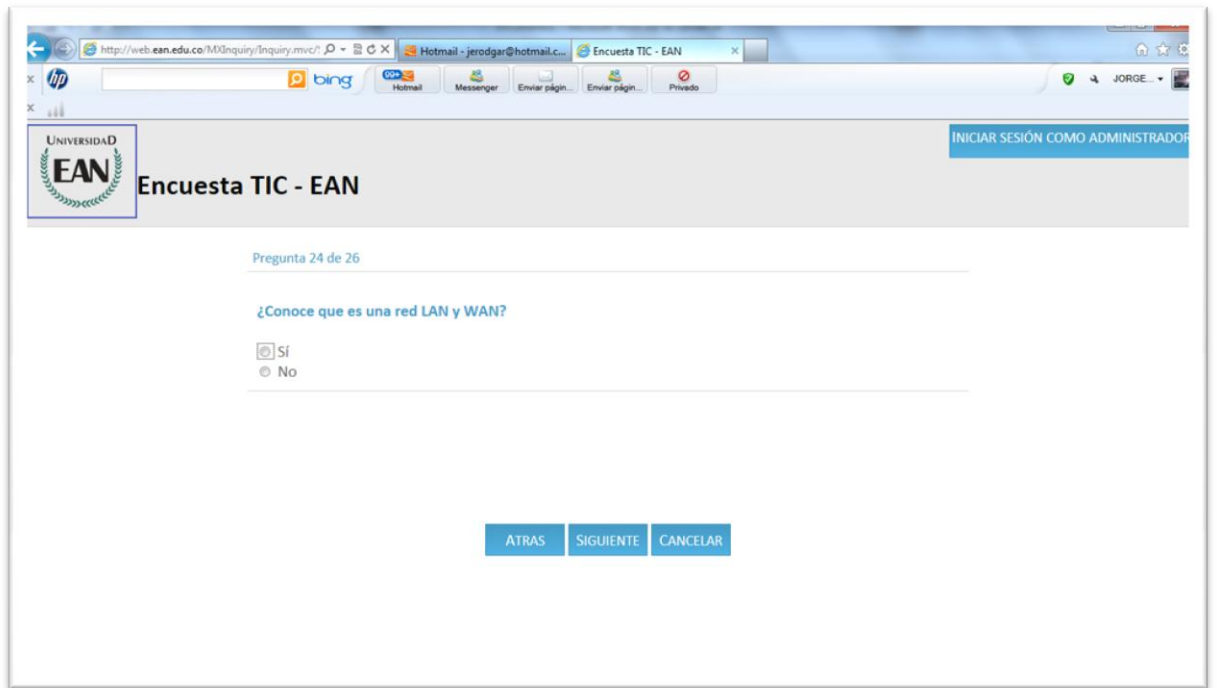 http://web.ean.edu.co/MXInquiry/Inquiry.mvc/
Hotmail - jerodgar@hotmail.c...
Encuesta TIC - EAN
hp
bing
99+
Hotmail
Messenger
Enviar págin...
Enviar págin...
Privado
JORGE...
UNIVERSIDAD
EAN
Encuesta TIC - EAN
INICIAR SESIÓN COMO ADMINISTRADOR
Pregunta 24 de 26
¿Conoce que es una red LAN y WAN?
Sí
No
ATRAS
SIGUIENTE
CANCELAR